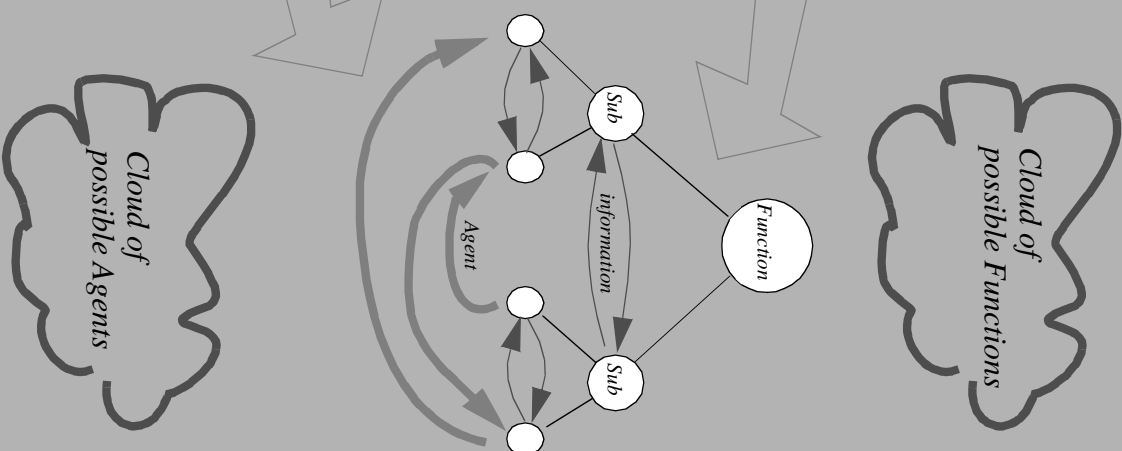 Cloud of
possible Functions
Function
Sub
information
Sub
Agent
Cloud of
possible Agents